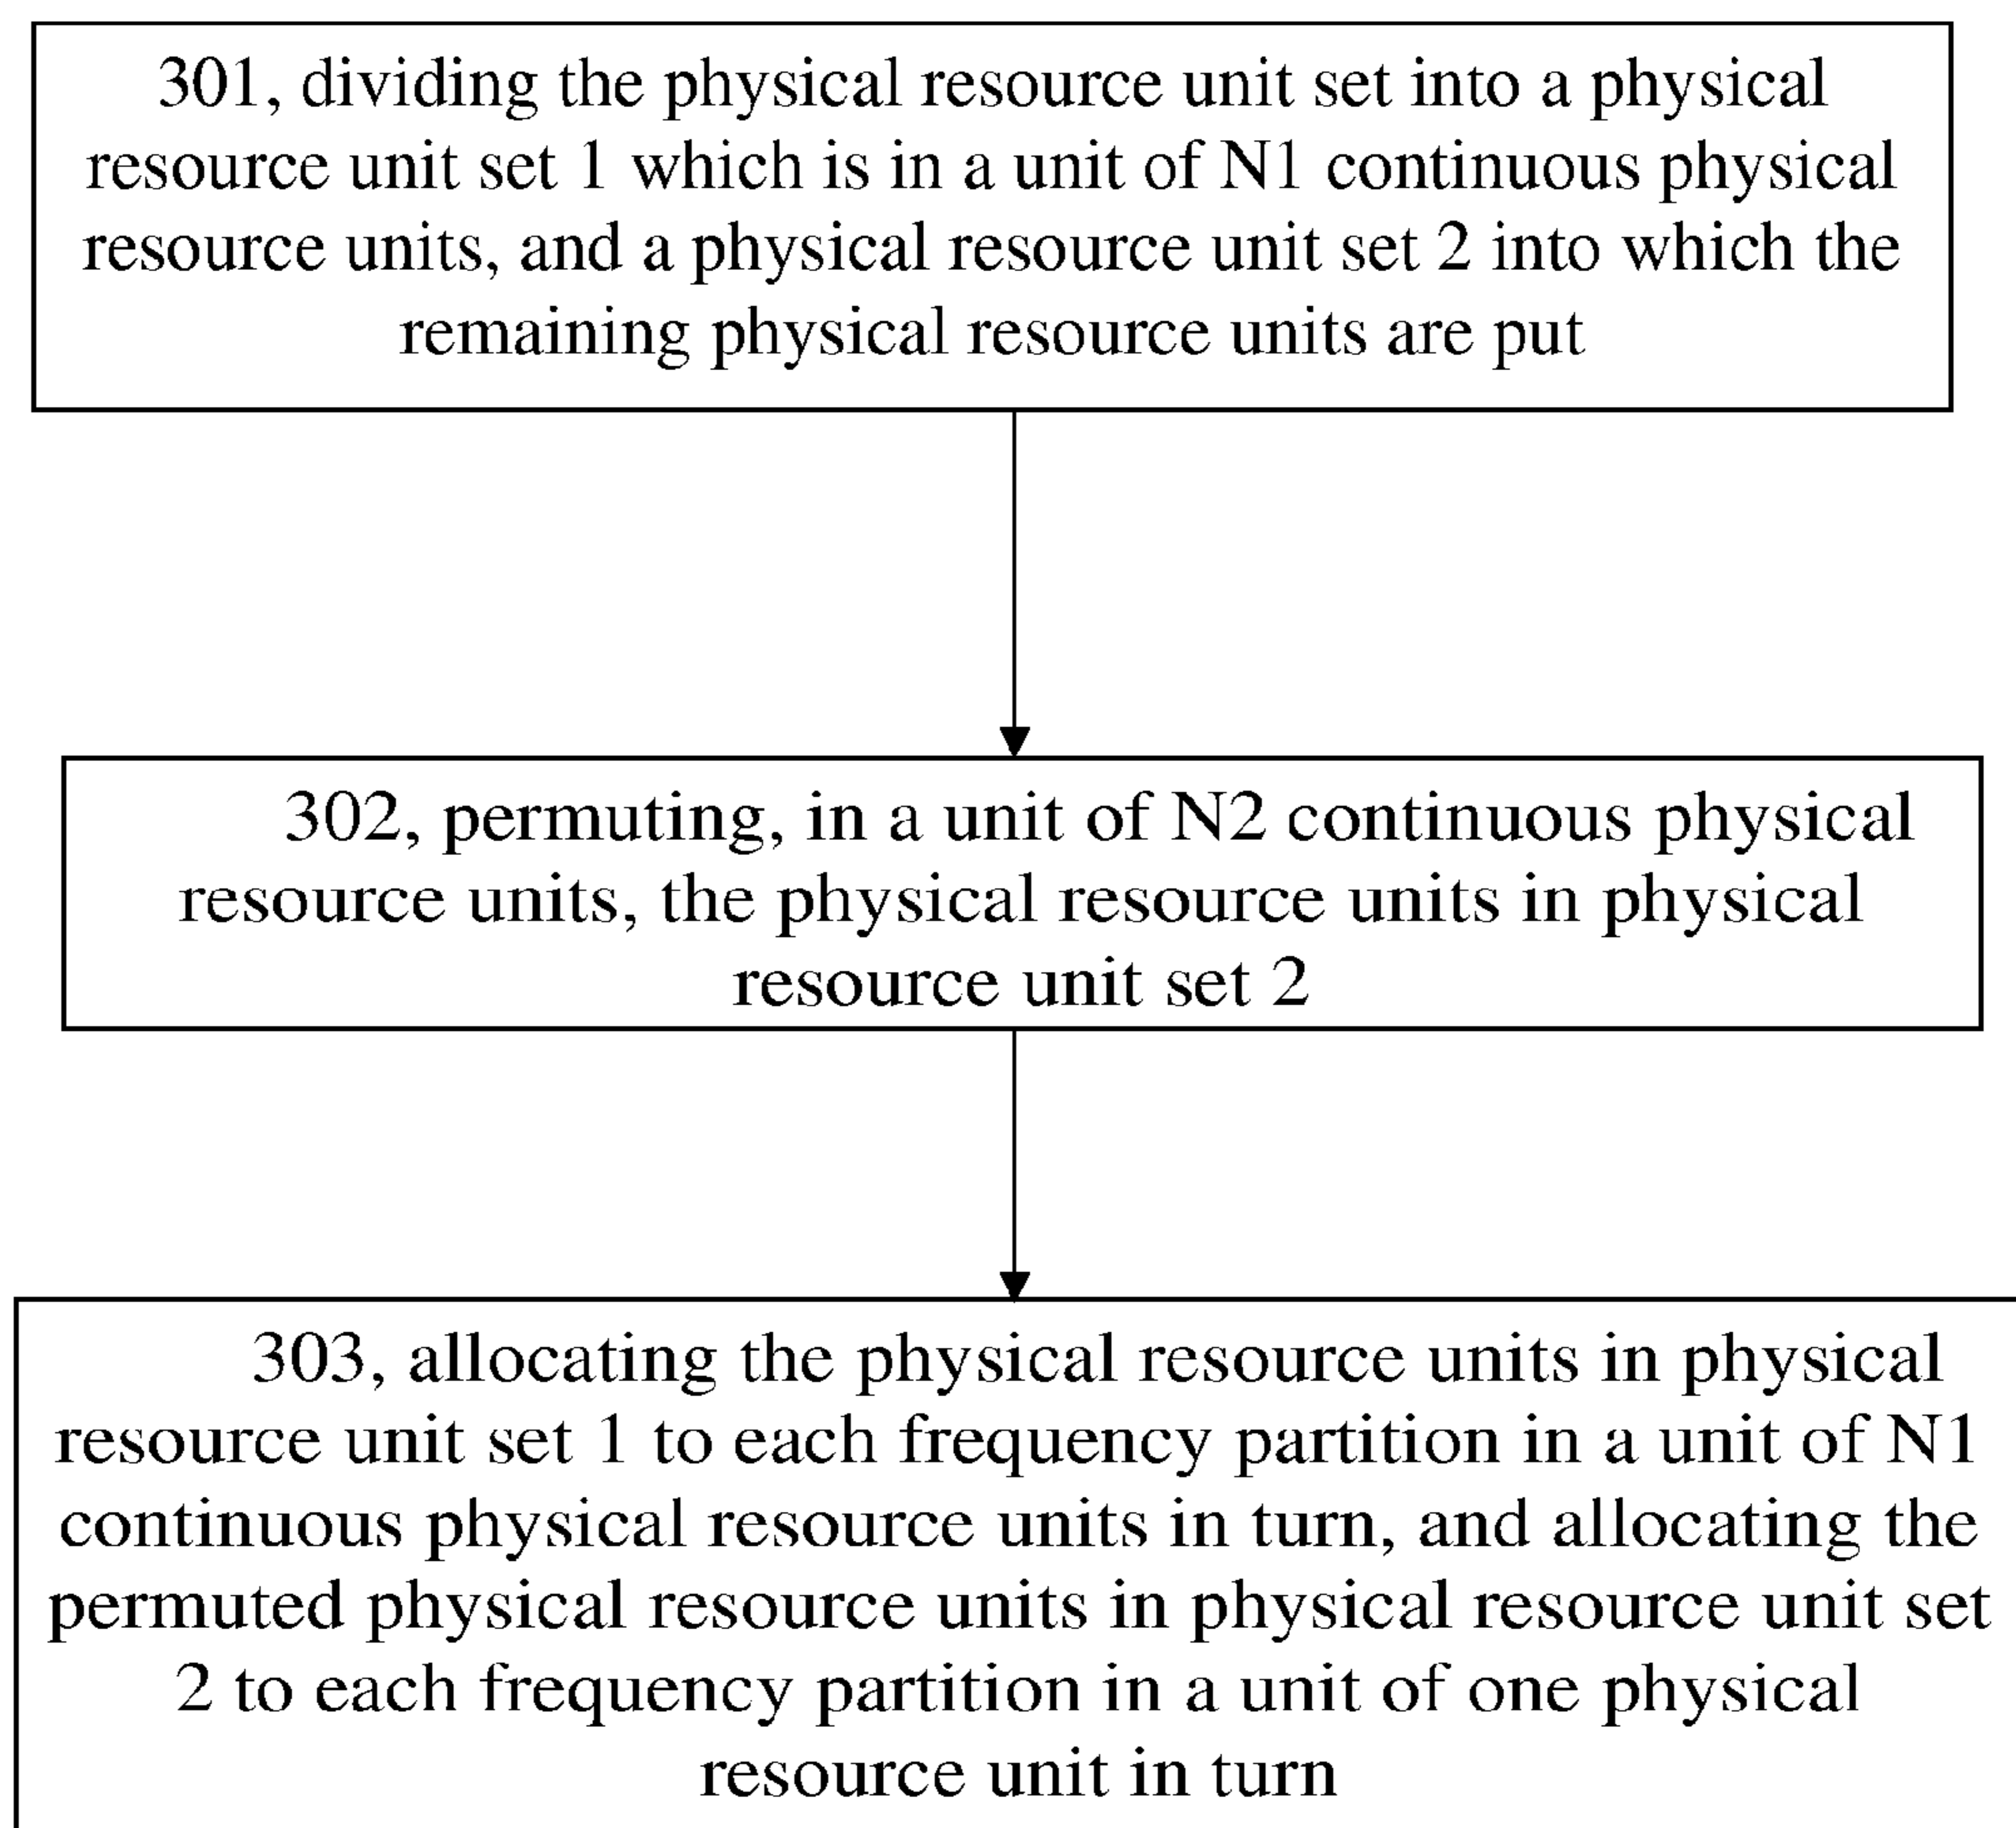 301, dividing the physical resource unit set into a physical
resource unit set 1 which is in a unit of N1 continuous physical
resource units, and a physical resource unit set 2 into which the
remaining physical resource units are put
302, permuting, in a unit of N2 continuous physical
resource units, the physical resource units in physical
resource unit set 2
303, allocating the physical resource units in physical
resource unit set 1 to each frequency partition in a unit of N1
continuous physical resource units in turn, and allocating the
permuted physical resource units in physical resource unit set
2 to each frequency partition in a unit of one physical
resource unit in turn